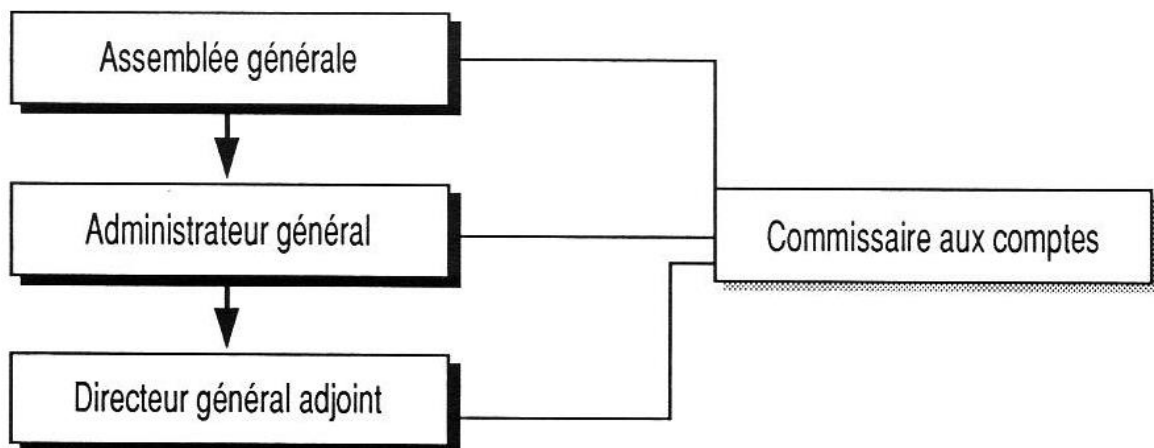 Assemblée générale
Administrateur général
Commissaire aux comptes
Directeur général adjoint